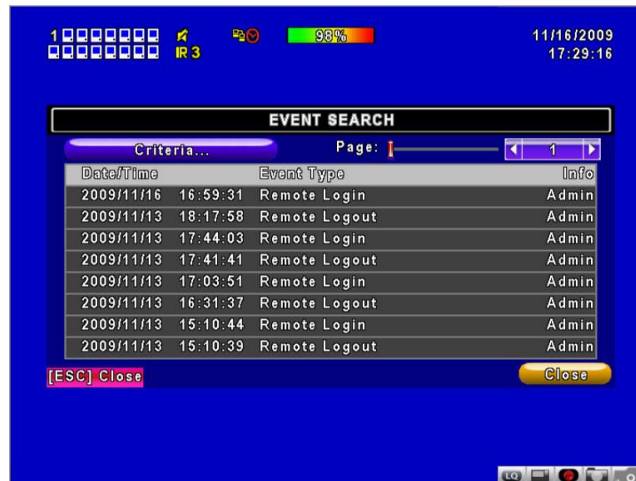 1
IR 3
98%
11/16/2009
17:29:16
EVENT SEARCH
Criteria... Page: 1
Date/Time Event Type Info
2009/11/16 16:59:31 Remote Login Admin
2009/11/13 18:17:58 Remote Logout Admin
2009/11/13 17:44:03 Remote Login Admin
2009/11/13 17:41:41 Remote Logout Admin
2009/11/13 17:03:51 Remote Login Admin
2009/11/13 16:31:37 Remote Logout Admin
2009/11/13 15:10:44 Remote Login Admin
2009/11/13 15:10:39 Remote Logout Admin
[ESC] Close Close
LQ